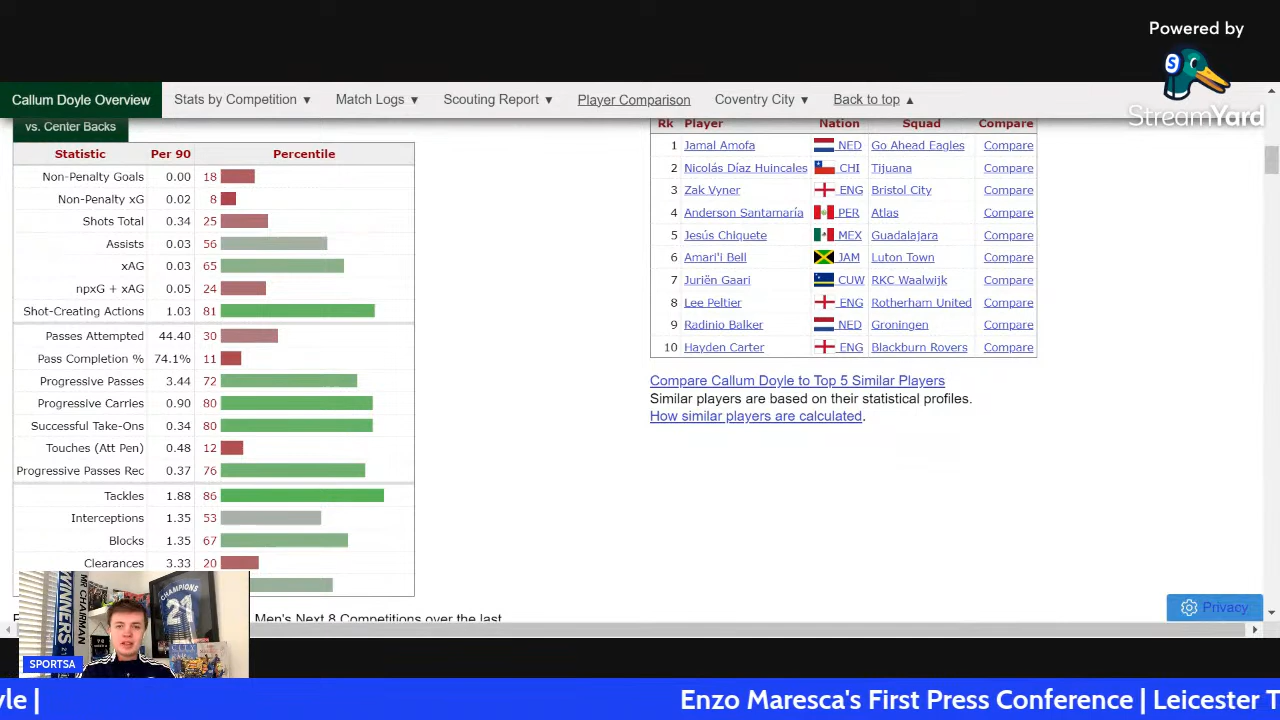 Powered by
StreamYard
Callum Doyle Overview
Stats by Competition ▼
Match Logs ▼
Scouting Report ▼
Player Comparison
Coventry City ▼
Back to top ▲
vs. Center Backs
Statistic Per 90 Percentile
Non-Penalty Goals 0.00 18
Non-Penalty xG 0.02 8
Shots Total 0.34 25
Assists 0.03 56
xAG 0.03 65
npxG + xAG 0.05 24
Shot-Creating Actions 1.03 81
Passes Attempted 44.40 30
Pass Completion % 74.1% 11
Progressive Passes 3.44 72
Progressive Carries 0.90 80
Successful Take-Ons 0.34 80
Touches (Att Pen) 0.48 12
Progressive Passes Rec 0.37 76
Tackles 1.88 86
Interceptions 1.35 53
Blocks 1.35 67
Clearances 3.33 20
Men's Next 8 Competitions over the last
Rk Player Nation Squad Compare
1 Jamal Amofa NED Go Ahead Eagles Compare
2 Nicolás Díaz Huincales CHI Tijuana Compare
3 Zak Vyner ENG Bristol City Compare
4 Anderson Santamaría PER Atlas Compare
5 Jesús Chiquete MEX Guadalajara Compare
6 Amari'i Bell JAM Luton Town Compare
7 Juriën Gaari CUW RKC Waalwijk Compare
8 Lee Peltier ENG Rotherham United Compare
9 Radinio Balker NED Groningen Compare
10 Hayden Carter ENG Blackburn Rovers Compare
Compare Callum Doyle to Top 5 Similar Players
Similar players are based on their statistical profiles.
How similar players are calculated.
Privacy
WINNERS
MR CHAIRMAN
CHAMPIONS
21
CITY
SPORTSA
yle | Enzo Maresca's First Press Conference | Leicester T